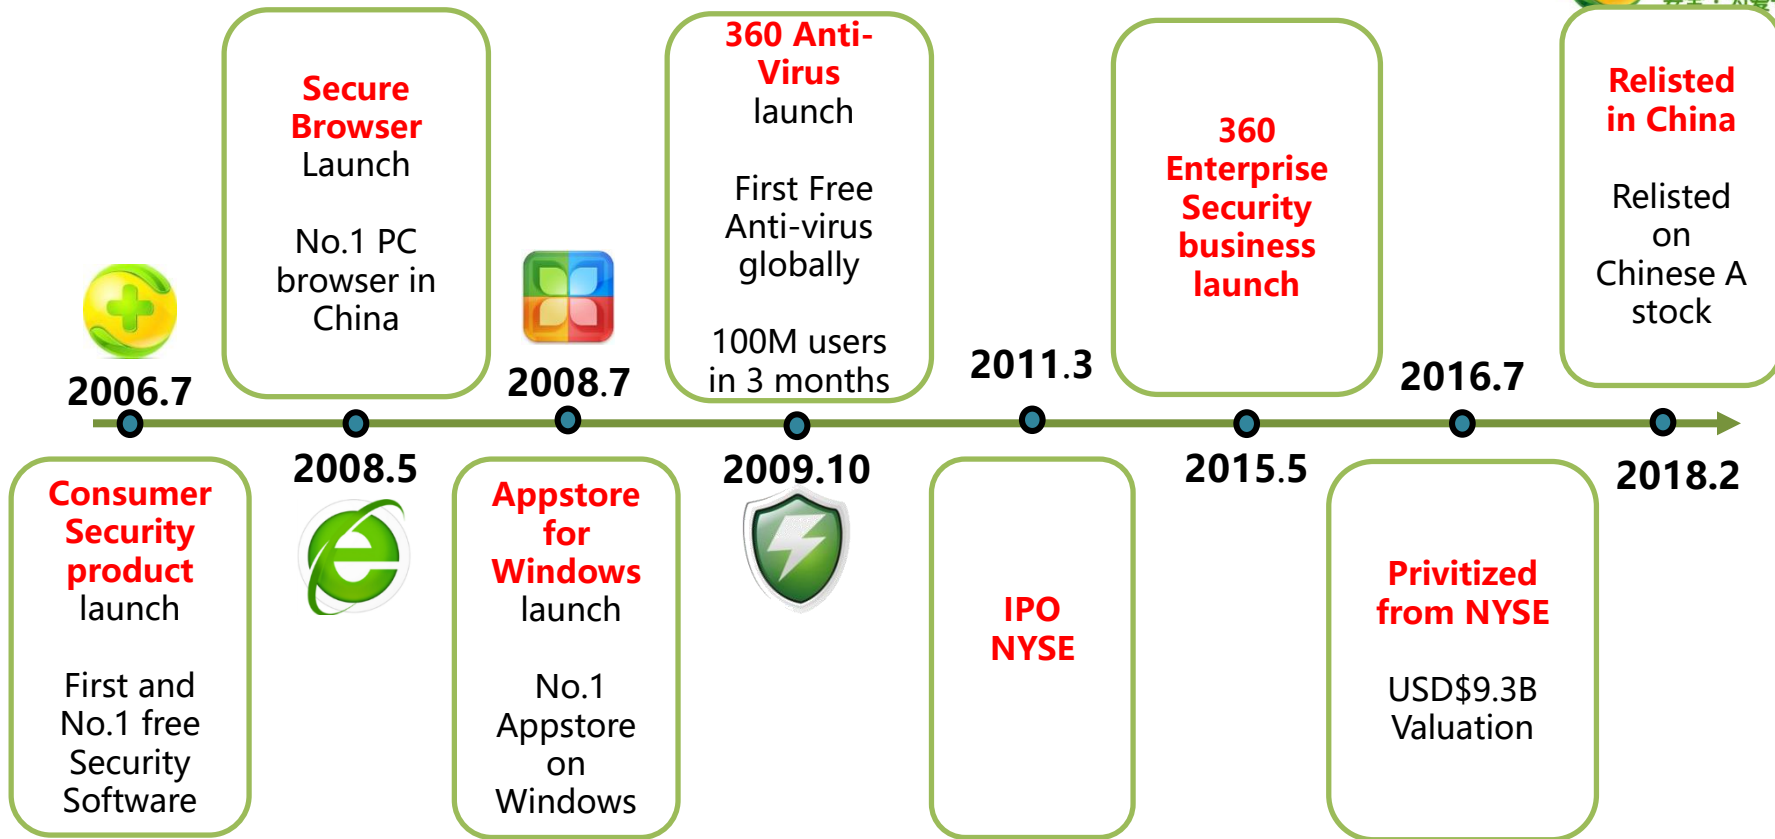 2006.7
Consumer
Security
product
launch
First and
No.1 free
Security
Software
Secure
Browser
Launch
No.1 PC
browser in
China
2008.5
2008.7
Appstore
for
Windows
launch
No.1
Appstore
on
Windows
360 Anti-
Virus
launch
First Free
Anti-virus
globally
100M users
in 3 months
2009.10
2011.3
IPO
NYSE
360
Enterprise
Security
business
launch
2015.5
2016.7
Privitized
from NYSE
USD$9.3B
Valuation
Relisted
in China
Relisted
on
Chinese A
stock
2018.2